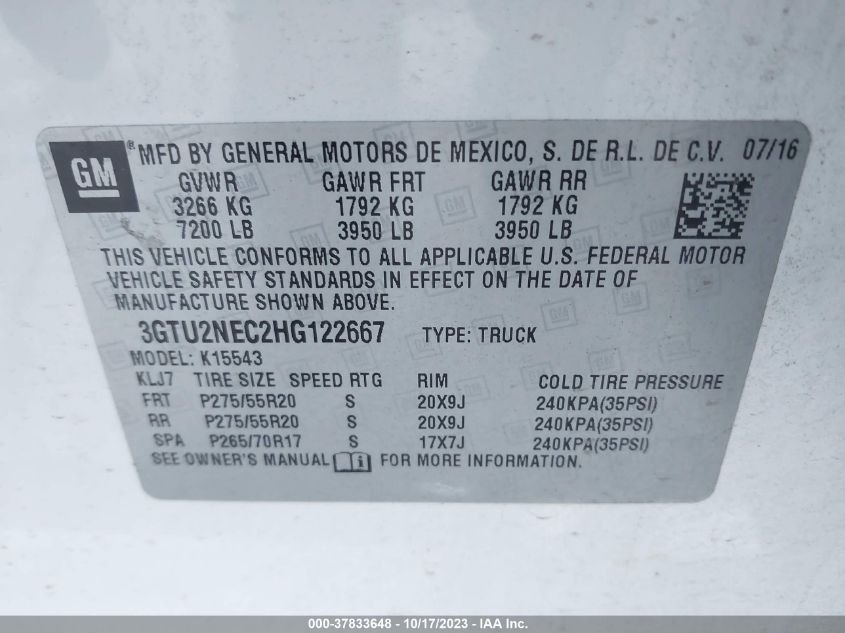 GM ® MFD BY GENERAL MOTORS DE MEXICO, S. DE R.L. DE C.V. 07/16
GVWR GAWR FRT GAWR RR
3266 KG 1792 KG 1792 KG
7200 LB 3950 LB 3950 LB
THIS VEHICLE CONFORMS TO ALL APPLICABLE U.S. FEDERAL MOTOR
VEHICLE SAFETY STANDARDS IN EFFECT ON THE DATE OF
MANUFACTURE SHOWN ABOVE.
3GTU2NEC2HG122667 TYPE: TRUCK
MODEL: K15543
KLJ7 TIRE SIZE SPEED RTG RIM COLD TIRE PRESSURE
FRT P275/55R20 S 20X9J 240KPA(35PSI)
RR P275/55R20 S 20X9J 240KPA(35PSI)
SPA P265/70R17 S 17X7J 240KPA(35PSI)
SEE OWNER'S MANUAL i FOR MORE INFORMATION.
000-37833648 - 10/17/2023 - IAA Inc.